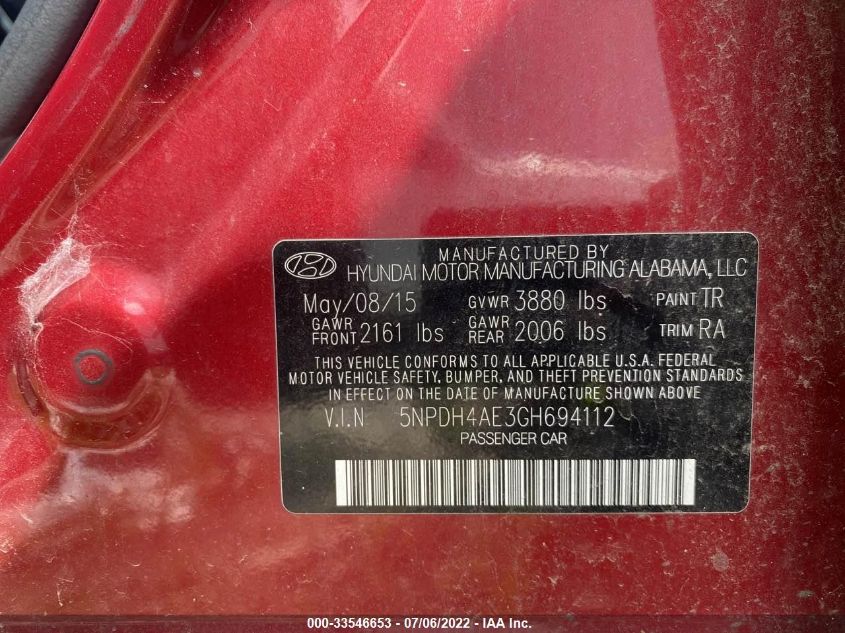 MANUFACTURED BY
HYUNDAI MOTOR MANUFACTURING ALABAMA, LLC
May/08/15 GVWR 3880 lbs PAINT TR
GAWR FRONT 2161 lbs GAWR REAR 2006 lbs TRIM RA
THIS VEHICLE CONFORMS TO ALL APPLICABLE U.S.A. FEDERAL
MOTOR VEHICLE SAFETY, BUMPER, AND THEFT PREVENTION STANDARDS
IN EFFECT ON THE DATE OF MANUFACTURE SHOWN ABOVE
V.I.N 5NPDH4AE3GH694112
PASSENGER CAR
000-33546653 - 07/06/2022 - IAA Inc.